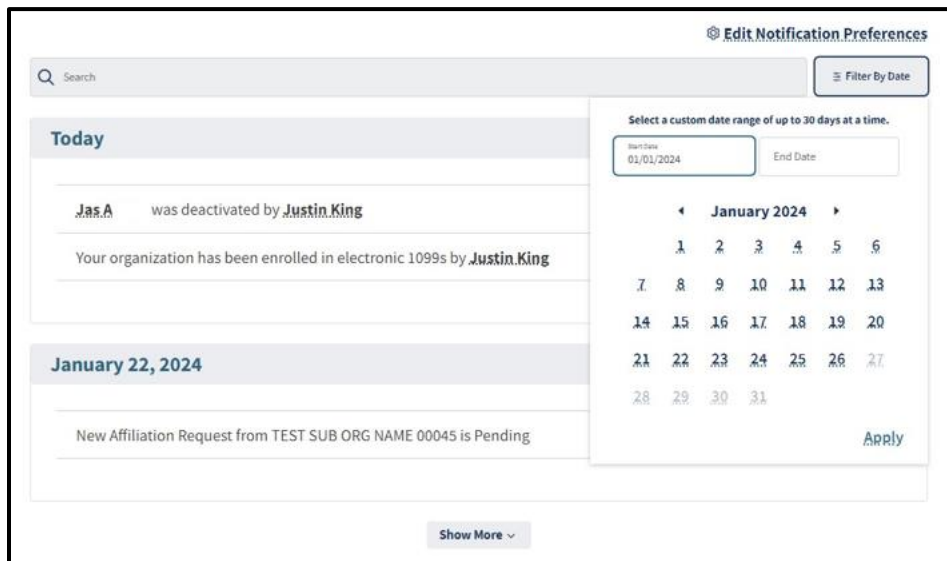 Edit Notification Preferences
Search
Filter By Date
Select a custom date range of up to 30 days at a time.
Start Date
01/01/2024
End Date
January 2024
1 2 3 4 5 6
7 8 9 10 11 12 13
14 15 16 17 18 19 20
21 22 23 24 25 26 27
28 29 30 31
Apply
Today
Jas A was deactivated by Justin King
Your organization has been enrolled in electronic 1099s by Justin King
January 22, 2024
New Affiliation Request from TEST SUB ORG NAME 00045 is Pending
Show More